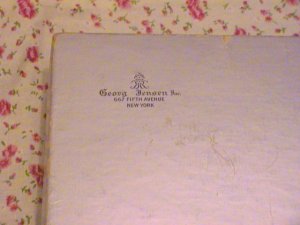 Georg Jensen Inc.
667 FIFTH AVENUE
NEW YORK